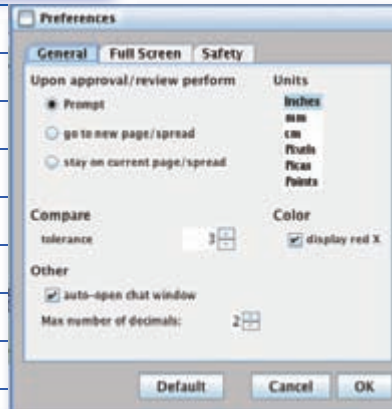 Preferences
General Full Screen Safety
Upon approval/review perform
Prompt
go to new page/spread
stay on current page/spread
Units
Inches
mm
cm
Pixels
Picas
Points
Compare
tolerance 3
Color
display red X
Other
auto-open chat window
Max number of decimals: 2
Default Cancel OK